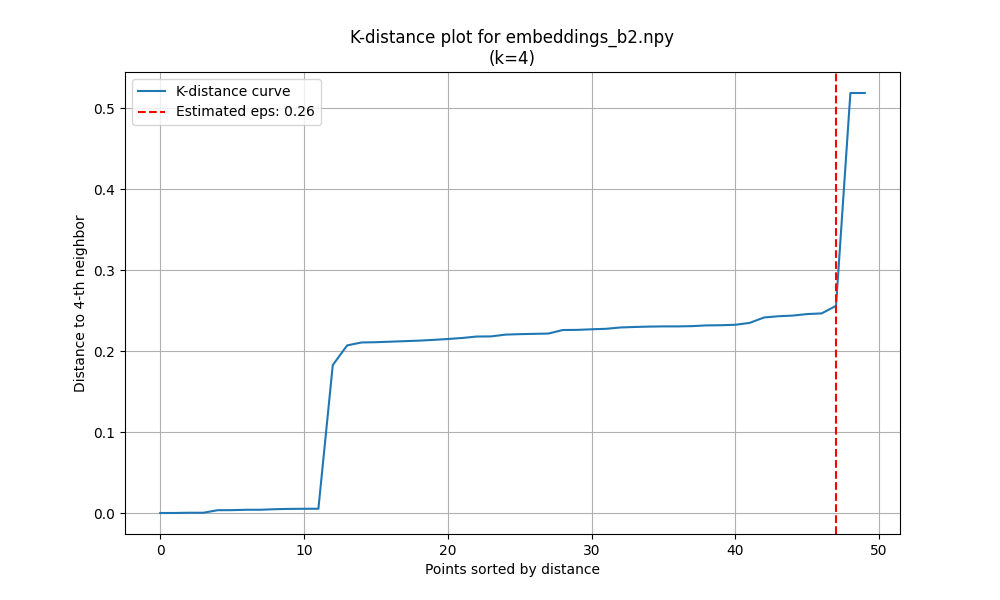 K-distance plot for embeddings_b2.npy
(k=4)
K-distance curve
Estimated eps: 0.26
Distance to 4-th neighbor
0.5
0.4
0.3
0.2
0.1
0.0
0 10 20 30 40 50
Points sorted by distance